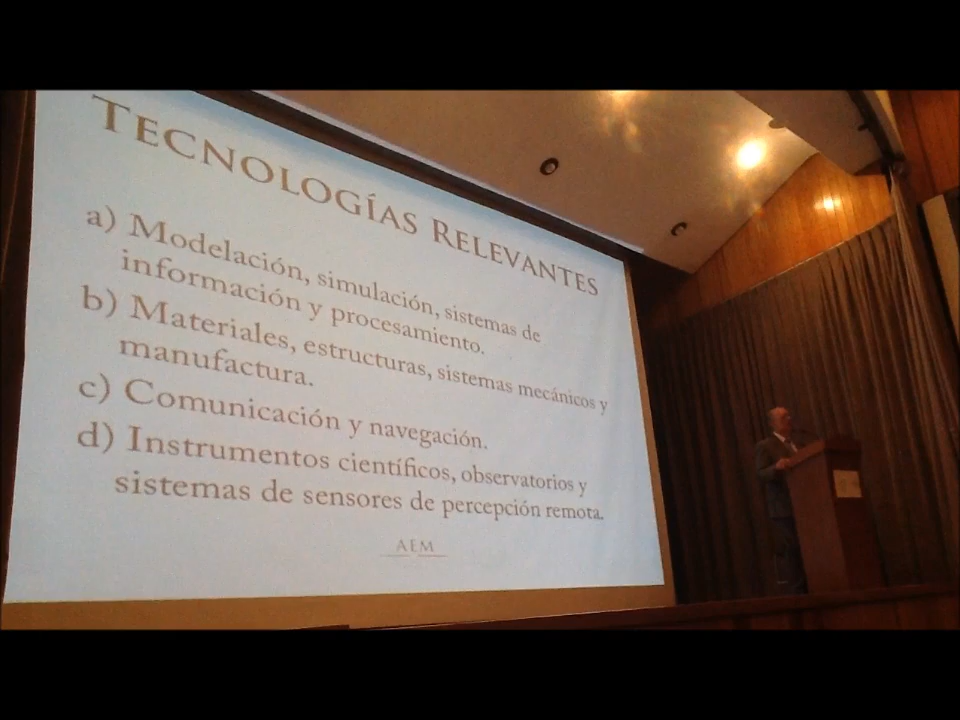 TECNOLOGÍAS RELEVANTES
a) Modelación, simulación, sistemas de
información y procesamiento.
b) Materiales, estructuras, sistemas mecánicos y
manufactura.
c) Comunicación y navegación.
d) Instrumentos científicos, observatorios y
sistemas de sensores de percepción remota.
AEM